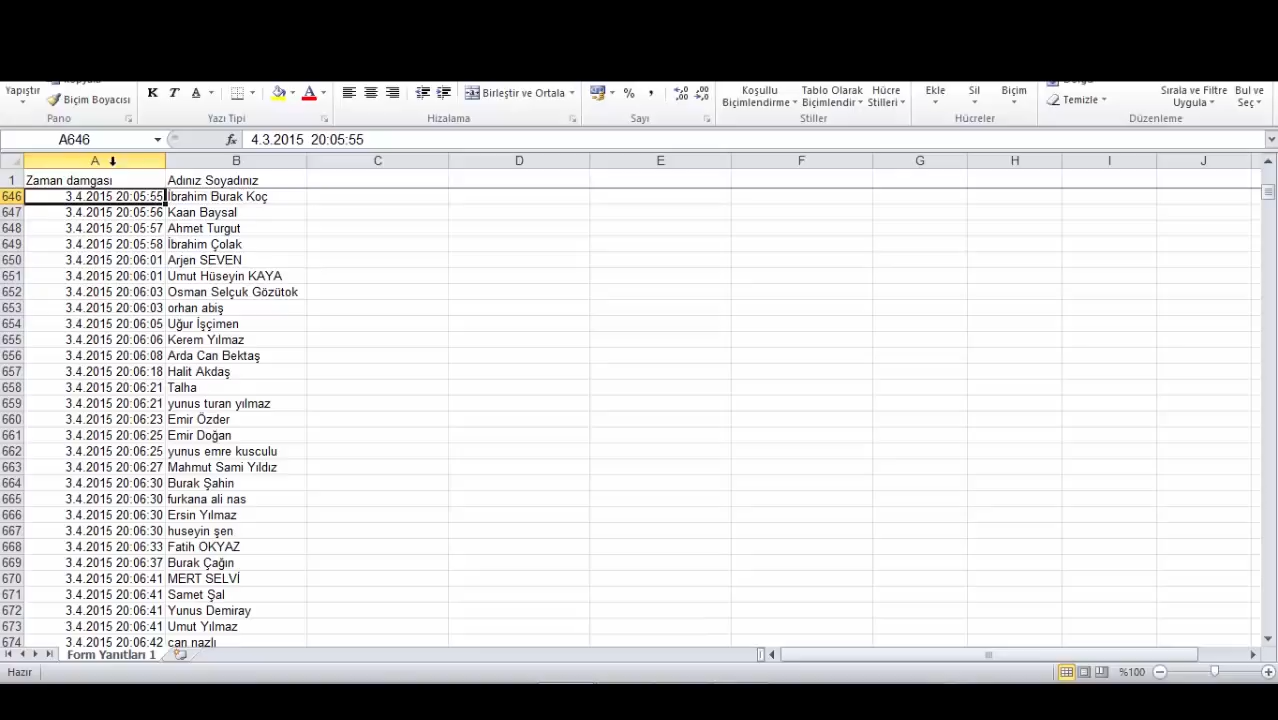 Yapıştır
Biçim Boyacısı
Pano
K T A
A
Yazı Tipi
Birleştir ve Ortala
Hizalama
%
,
Sayı
Koşullu Biçimlendirme
Tablo Olarak Biçimlendir
Hücre Stilleri
Stiller
Ekle
Sil
Biçim
Hücreler
Temizle
Sırala ve Filtre Uygula
Bul ve Seç
Düzenleme
A646 fx 4.3.2015 20:05:55
A B C D E F G H I J
1 Zaman damgası Adınız Soyadınız
646 3.4.2015 20:05:55 İbrahim Burak Koç
647 3.4.2015 20:05:56 Kaan Baysal
648 3.4.2015 20:05:57 Ahmet Turgut
649 3.4.2015 20:05:58 İbrahim Çolak
650 3.4.2015 20:06:01 Arjen SEVEN
651 3.4.2015 20:06:01 Umut Hüseyin KAYA
652 3.4.2015 20:06:03 Osman Selçuk Gözütok
653 3.4.2015 20:06:03 orhan abiş
654 3.4.2015 20:06:05 Uğur İşçimen
655 3.4.2015 20:06:06 Kerem Yılmaz
656 3.4.2015 20:06:08 Arda Can Bektaş
657 3.4.2015 20:06:18 Halit Akdaş
658 3.4.2015 20:06:21 Talha
659 3.4.2015 20:06:21 yunus turan yılmaz
660 3.4.2015 20:06:23 Emir Özder
661 3.4.2015 20:06:25 Emir Doğan
662 3.4.2015 20:06:25 yunus emre kusculu
663 3.4.2015 20:06:27 Mahmut Sami Yıldız
664 3.4.2015 20:06:30 Burak Şahin
665 3.4.2015 20:06:30 furkana ali nas
666 3.4.2015 20:06:30 Ersin Yılmaz
667 3.4.2015 20:06:30 huseyin şen
668 3.4.2015 20:06:33 Fatih OKYAZ
669 3.4.2015 20:06:37 Burak Çağın
670 3.4.2015 20:06:41 MERT SELVİ
671 3.4.2015 20:06:41 Samet Şal
672 3.4.2015 20:06:41 Yunus Demiray
673 3.4.2015 20:06:41 Umut Yılmaz
674 3.4.2015 20:06:42 can nazlı
Form Yanıtları 1
Hazır
%100